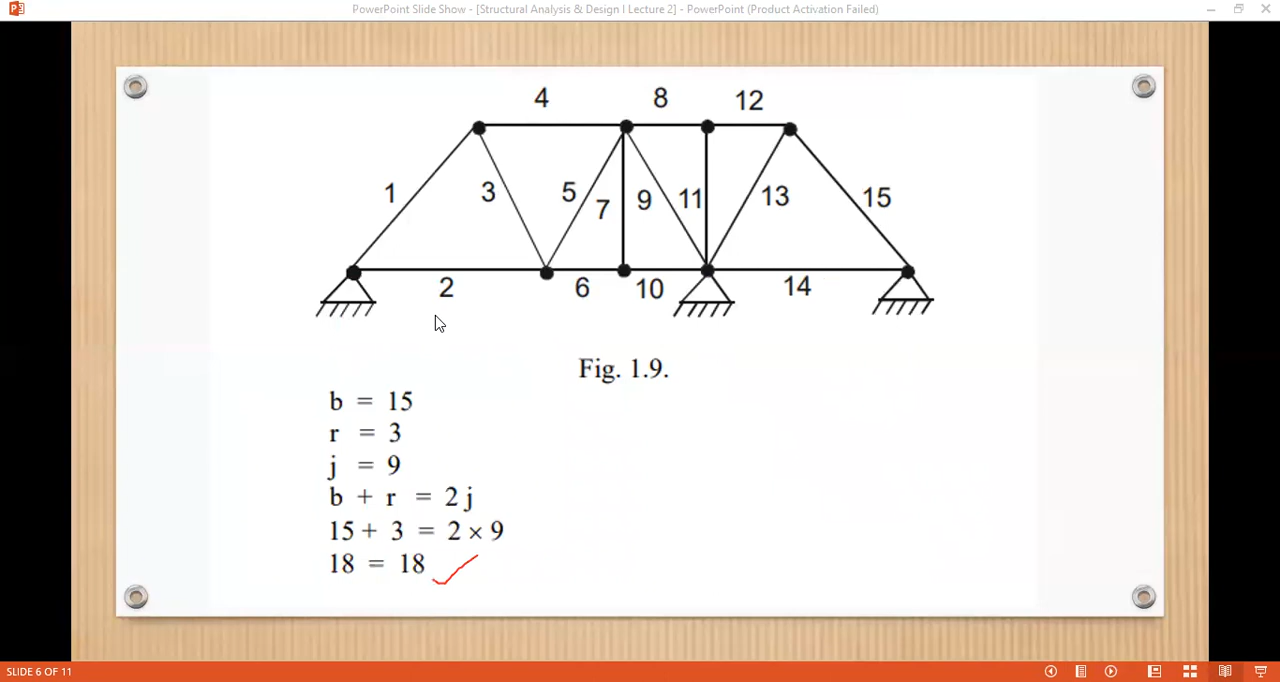 PowerPoint Slide Show - [Structural Analysis & Design I Lecture 2] - PowerPoint (Product Activation Failed)
4 8 12
1 3 5 7 9 11 13 15
2 6 10 14
Fig. 1.9.
b = 15
r = 3
j = 9
b + r = 2 j
15 + 3 = 2 × 9
18 = 18
SLIDE 6 OF 11